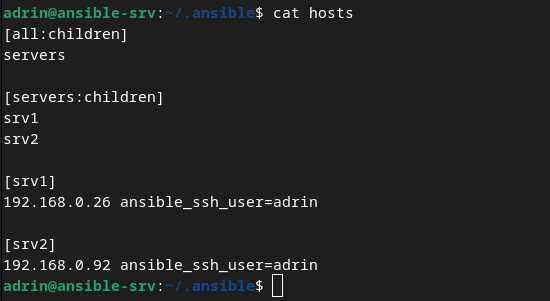 adrin@ansible-srv:~/.ansible$ cat hosts
[all:children]
servers
[servers:children]
srv1
srv2
[srv1]
192.168.0.26 ansible_ssh_user=adrin
[srv2]
192.168.0.92 ansible_ssh_user=adrin
adrin@ansible-srv:~/.ansible$